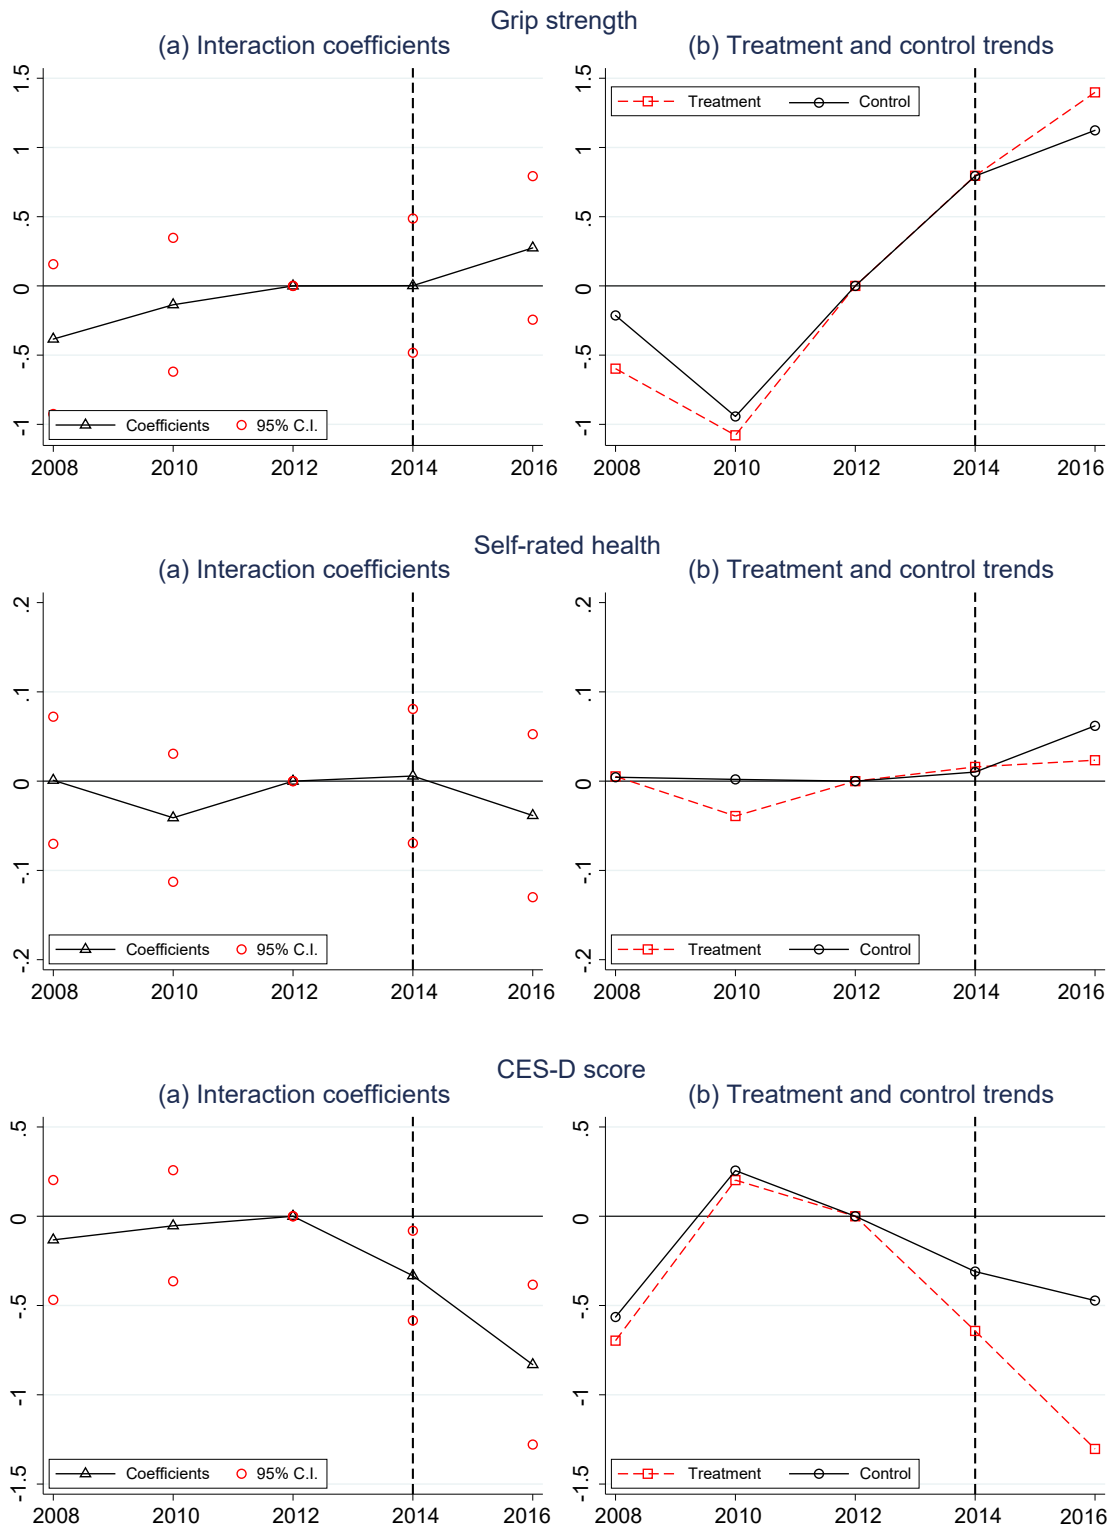 Grip strength
(a) Interaction coefficients
(b) Treatment and control trends
1.5
1
.5
0
-.5
-1
Coefficients
95% C.I.
2008 2010 2012 2014 2016
1.5
1
.5
0
-.5
-1
Treatment
Control
2008 2010 2012 2014 2016
Self-rated health
(a) Interaction coefficients
(b) Treatment and control trends
.2
.1
0
-.1
-.2
Coefficients
95% C.I.
2008 2010 2012 2014 2016
.2
.1
0
-.1
-.2
Treatment
Control
2008 2010 2012 2014 2016
CES-D score
(a) Interaction coefficients
(b) Treatment and control trends
.5
0
-.5
-1
-1.5
Coefficients
95% C.I.
2008 2010 2012 2014 2016
.5
0
-.5
-1
-1.5
Treatment
Control
2008 2010 2012 2014 2016